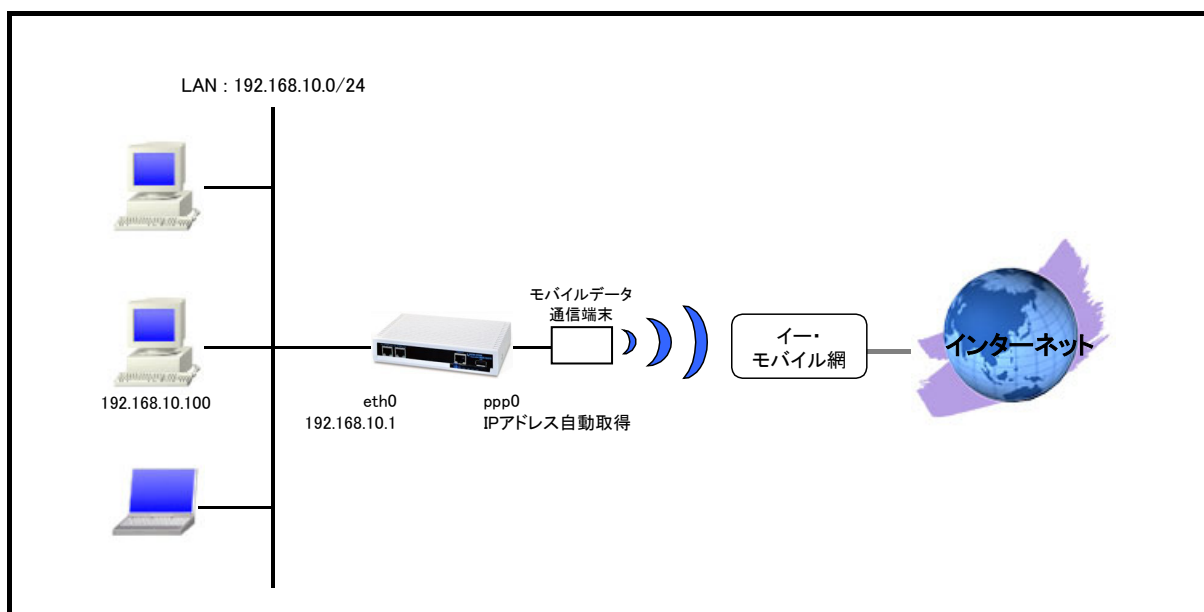 LAN : 192.168.10.0/24
モバイルデータ
通信端末
イー・
モバイル網
インターネット
192.168.10.100
eth0
192.168.10.1
ppp0
IPアドレス自動取得